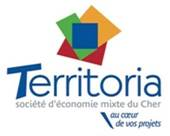 Territoria
société d'économie mixte du Cher
au cœur
de vos projets